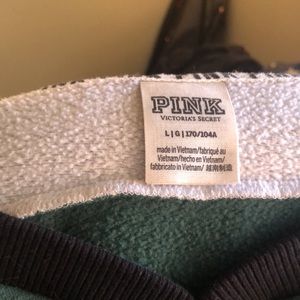 PINK
VICTORIA'S SECRET
L | G | 170/104A
made in Vietnam/fabriqué au
Vietnam/hecho en Vietnam/
fabbricato in Vietnam/ 越南制造